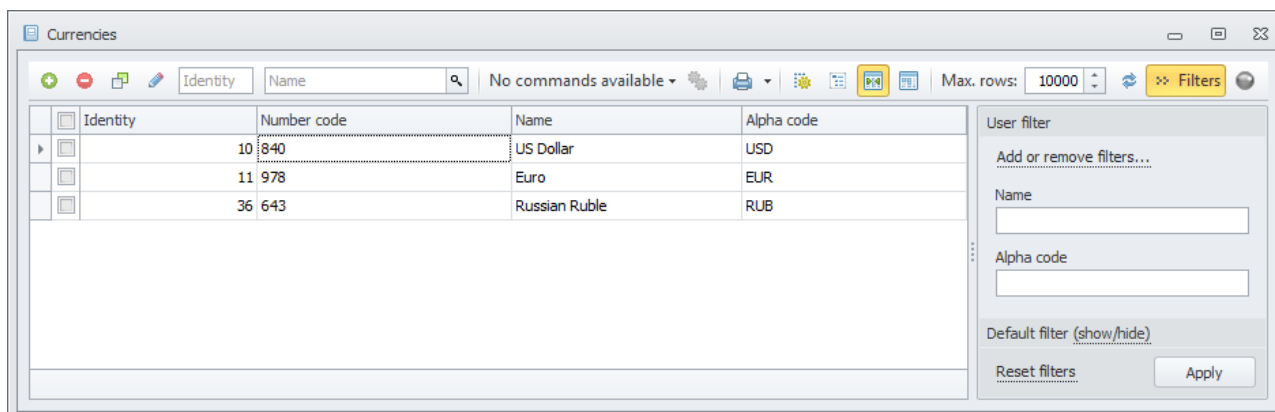 Currencies
Identity Name No commands available Max. rows: 10000 Filters
Identity Number code Name Alpha code
10 840 US Dollar USD
11 978 Euro EUR
36 643 Russian Ruble RUB
User filter
Add or remove filters...
Name
Alpha code
Default filter (show/hide)
Reset filters Apply